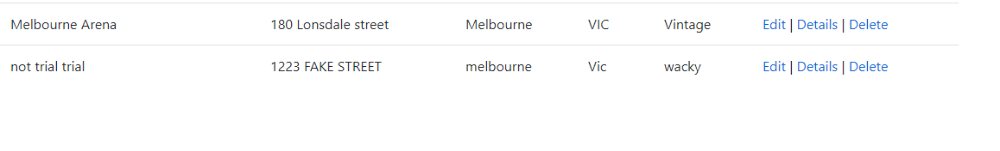 Melbourne Arena 180 Lonsdale street Melbourne VIC Vintage Edit | Details | Delete
not trial trial 1223 FAKE STREET melbourne Vic wacky Edit | Details | Delete